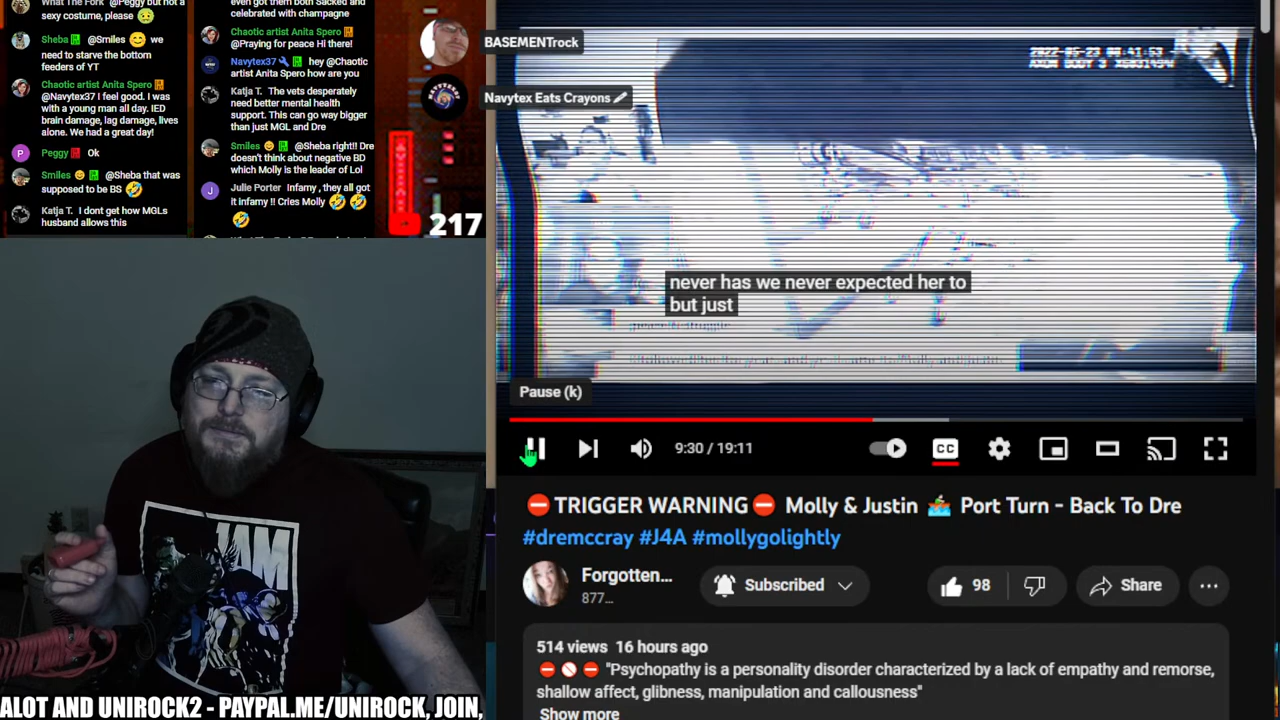 What The Fork @Peggy but not a
sexy costume, please
Sheba @Smiles we
need to starve the bottom
feeders of YT
Chaotic artist Anita Spero
@Navytex37 I feel good, I was
with a young man all day. IED
brain damage, lag damage, lives
alone. We had a great day!
Peggy Ok
Smiles @Sheba that was
supposed to be BS
Katja T. I dont get how MGLs
husband allows this
even got them both Sacked and
celebrated with champagne
Chaotic artist Anita Spero
@Praying for peace Hi there!
Navytex37 hey @Chaotic
artist Anita Spero how are you
Katja T. The vets desperately
need better mental health
support. This can go way bigger
than just MGL and Dre
Smiles @Sheba right!! Dre
doesn't think about negative BD
which Molly is the leader of Lol
Julie Porter Infamy , they all got
it infamy !! Cries Molly
217
BASEMENTrock
Navytex Eats Crayons
2022-05-23
AXON BODY 3
never has we never expected her to
but just
Pause (k)
9:30 / 19:11
CC
TRIGGER WARNING Molly & Justin Port Turn - Back To Dre
#dremccray #J4A #mollygolightly
Forgotten...
877...
Subscribed
98
Share
514 views 16 hours ago
"Psychopathy is a personality disorder characterized by a lack of empathy and remorse,
shallow affect, glibness, manipulation and callousness"
Show more
JAM
ALOT AND UNIROCK2 - PAYPAL.ME/UNIROCK, JOIN,